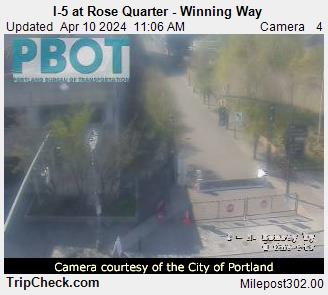 I-5 at Rose Quarter - Winning Way
Updated Apr 10 2024 11:06 AM Camera 4
PBOT
PORTLAND BUREAU OF TRANSPORTATION
Camera courtesy of the City of Portland
TripCheck.com Milepost302.00